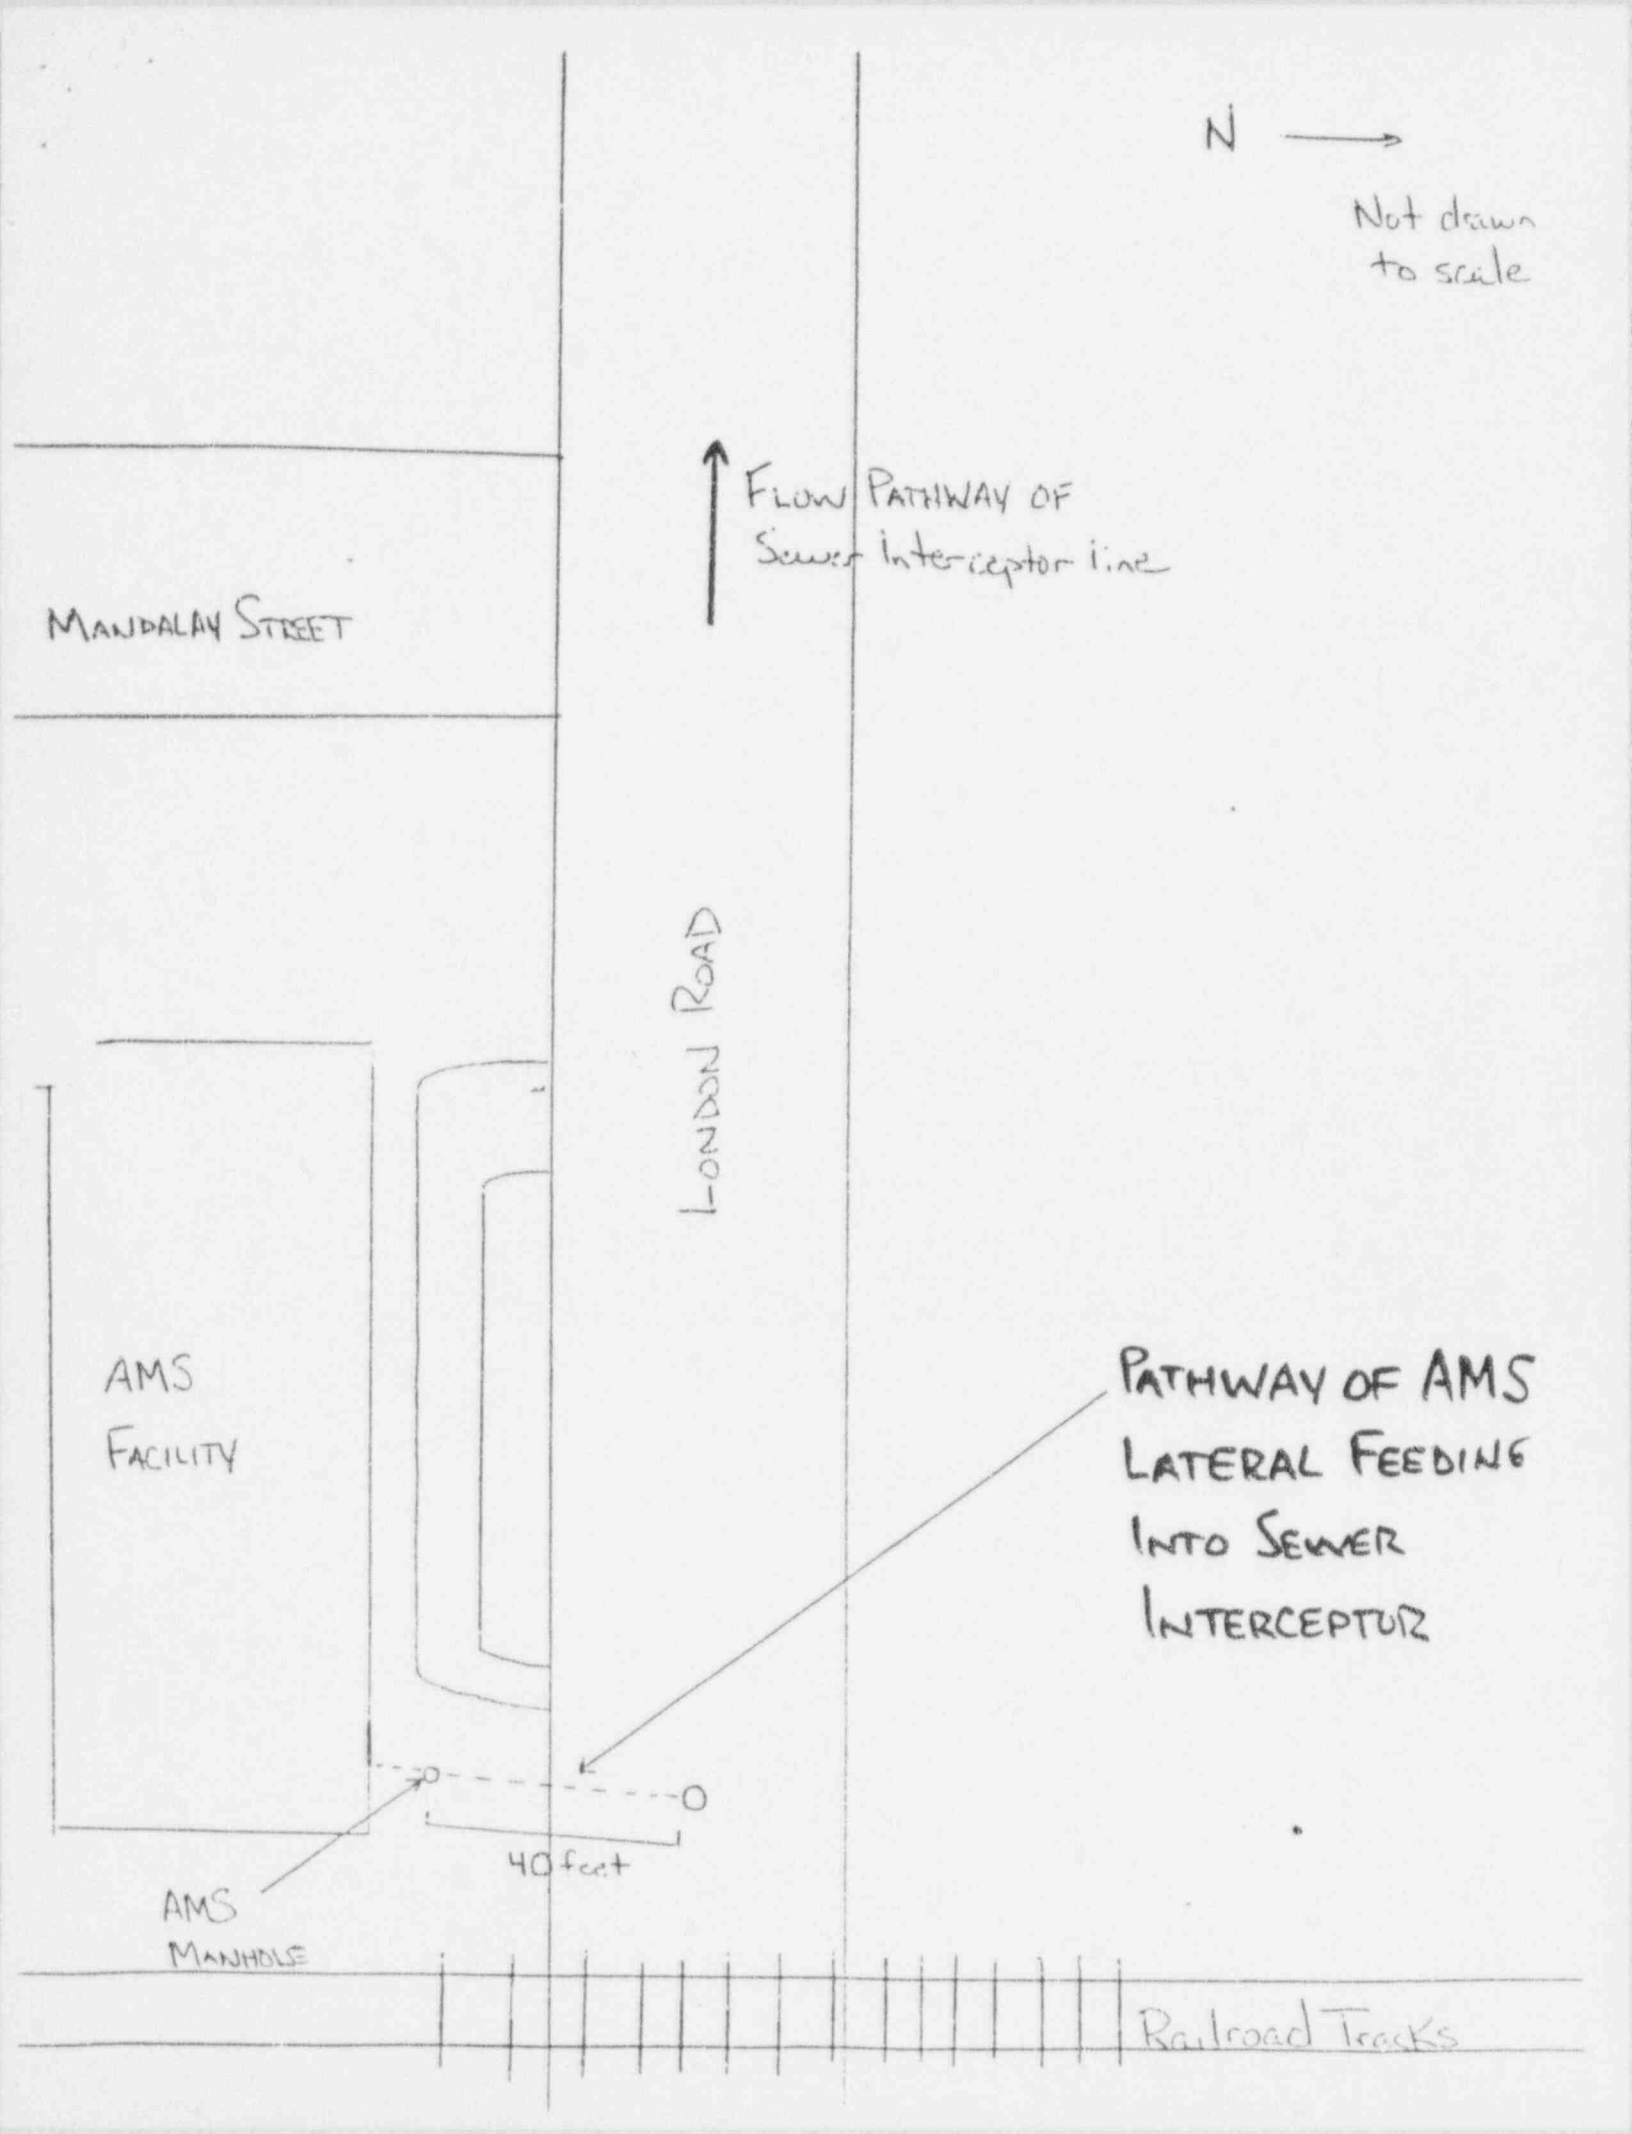 N
Not drawn
to scale
FLOW PATHWAY OF
Sewer Interceptor line
MANDALAY STREET
LONDON ROAD
AMS
FACILITY
PATHWAY OF AMS
LATERAL FEEDING
INTO SEWER
INTERCEPTOR
40 feet
AMS
MANHOLE
Railroad Tracks